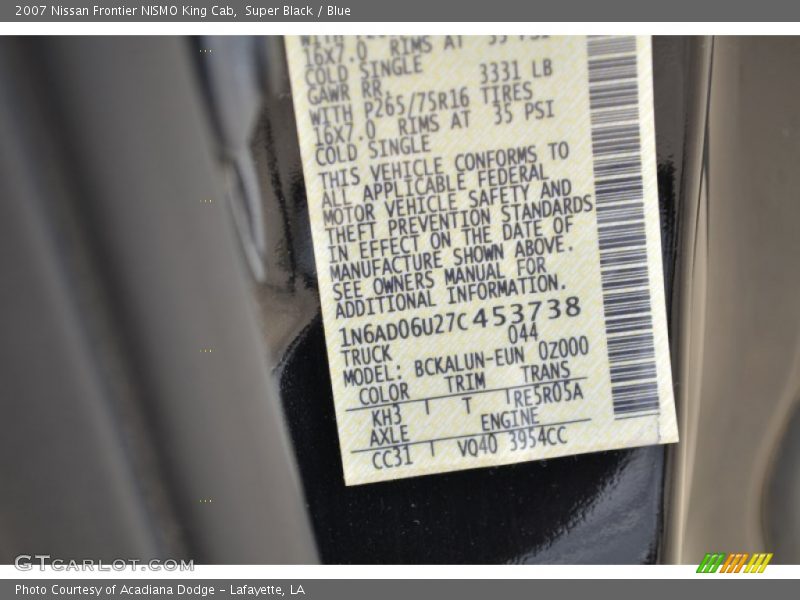 2007 Nissan Frontier NISMO King Cab, Super Black / Blue
16X7.0 RIMS AT 35 PSI
COLD SINGLE
GAWR RR. 3331 LB
WITH P265/75R16 TIRES
16X7.0 RIMS AT 35 PSI
COLD SINGLE
THIS VEHICLE CONFORMS TO
ALL APPLICABLE FEDERAL
MOTOR VEHICLE SAFETY AND
THEFT PREVENTION STANDARDS
IN EFFECT ON THE DATE OF
MANUFACTURE SHOWN ABOVE.
SEE OWNERS MANUAL FOR
ADDITIONAL INFORMATION.
1N6AD06U27C453738
TRUCK 044
MODEL: BCKALUN-EUN 0Z000
COLOR TRIM TRANS
KH3 T RE5R05A
AXLE ENGINE
CC31 VQ40 3954CC
GTCARLOT.COM
Photo Courtesy of Acadiana Dodge - Lafayette, LA